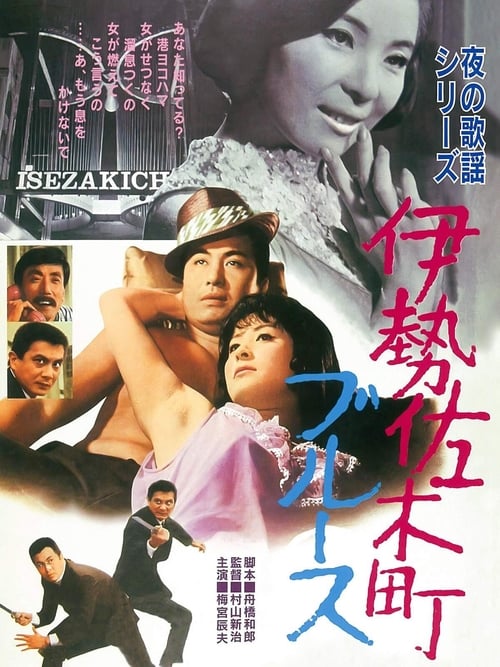 あなた知ってる？
港ヨコハマ
女がせつなく
溜息つくの
女が燃えて
こう言うの
……あ もう息を
かけないで
夜の歌謡
シリーズ
ISEZAKICH
伊勢佐木町
ブルース
脚本■舟橋和郎
監督■村山新治
主演■梅宮辰夫